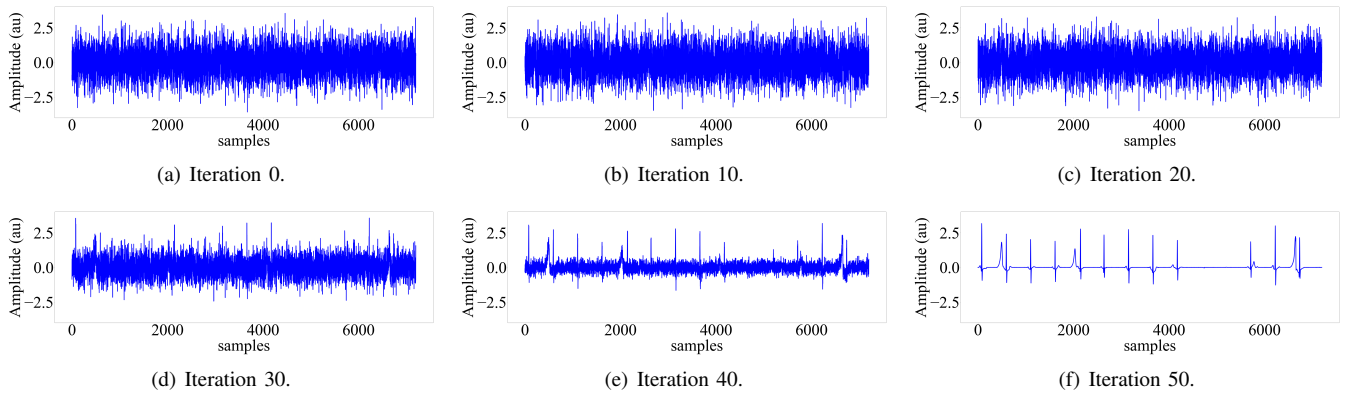 Amplitude (au)
2.5
0.0
−2.5
0 2000 4000 6000
samples
(a) Iteration 0.
Amplitude (au)
2.5
0.0
−2.5
0 2000 4000 6000
samples
(b) Iteration 10.
Amplitude (au)
2.5
0.0
−2.5
0 2000 4000 6000
samples
(c) Iteration 20.
Amplitude (au)
2.5
0.0
−2.5
0 2000 4000 6000
samples
(d) Iteration 30.
Amplitude (au)
2.5
0.0
−2.5
0 2000 4000 6000
samples
(e) Iteration 40.
Amplitude (au)
2.5
0.0
−2.5
0 2000 4000 6000
samples
(f) Iteration 50.